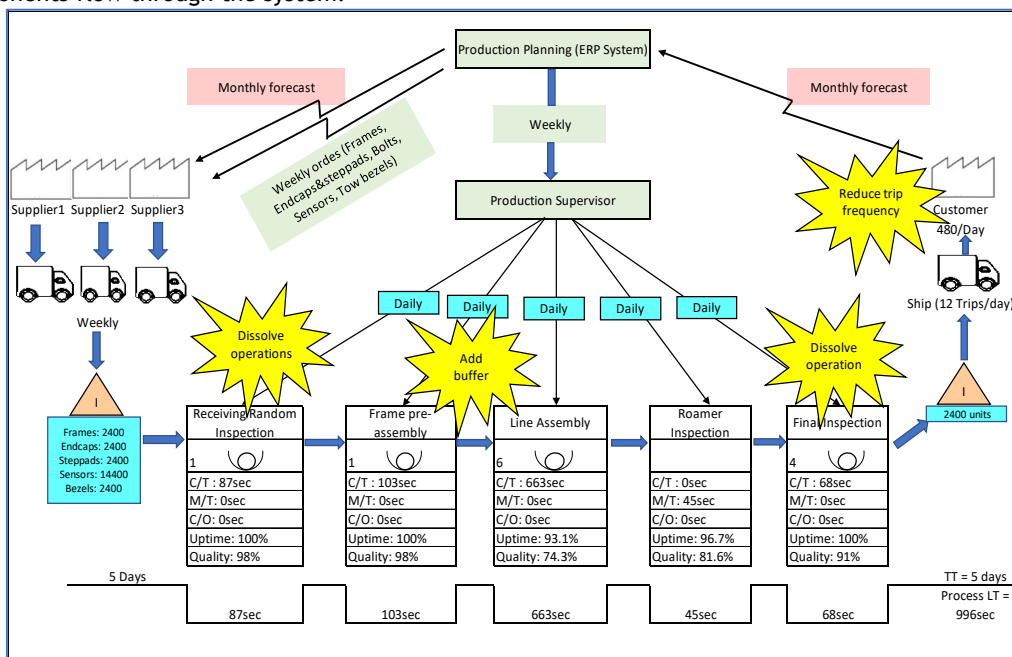 Production Planning (ERP System)
Monthly forecast
Monthly forecast
Weekly ordes (Frames,
Endcaps&steppads, Bolts,
Sensors, Tow bezels)
Weekly
Reduce trip
frequency
Supplier1
Supplier2
Supplier3
Production Supervisor
Customer
480/Day
Ship (12 Trips/day)
Weekly
Daily
Daily
Daily
Daily
Daily
Dissolve
operations
Add
buffer
Dissolve
operation
I
I
2400 units
Frames: 2400
Endcaps: 2400
Steppads: 2400
Sensors: 14400
Bezels: 2400
Receiving/Random
Inspection
1
C/T : 87sec
M/T: 0sec
C/O: 0sec
Uptime: 100%
Quality: 98%
Frame pre-
assembly
1
C/T : 103sec
M/T: 0sec
C/O: 0sec
Uptime: 100%
Quality: 98%
Line Assembly
6
C/T : 663sec
M/T: 0sec
C/O: 0sec
Uptime: 93.1%
Quality: 74.3%
Roamer
Inspection
C/T : 0sec
M/T: 45sec
C/O: 0sec
Uptime: 96.7%
Quality: 81.6%
Final Inspection
4
C/T : 68sec
M/T: 0sec
C/O: 0sec
Uptime: 100%
Quality: 91%
5 Days
87sec
103sec
663sec
45sec
68sec
TT = 5 days
Process LT =
996sec